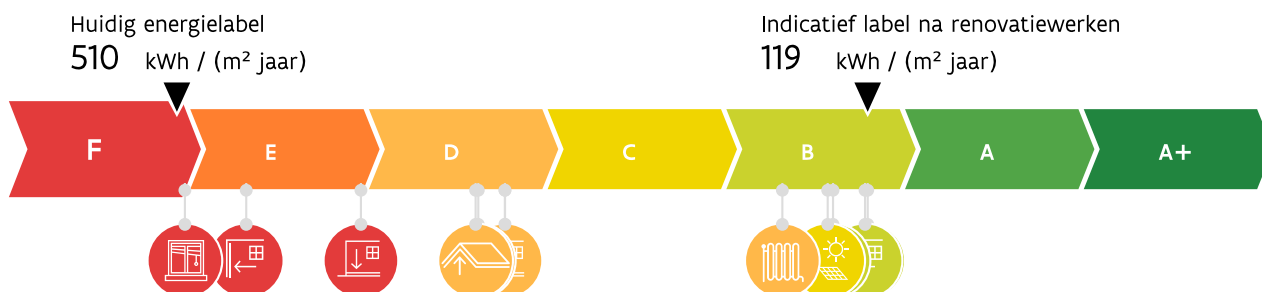 Huidig energielabel
510 kWh / (m² jaar)
Indicatief label na renovatiewerken
119 kWh / (m² jaar)
F E D C B A A+